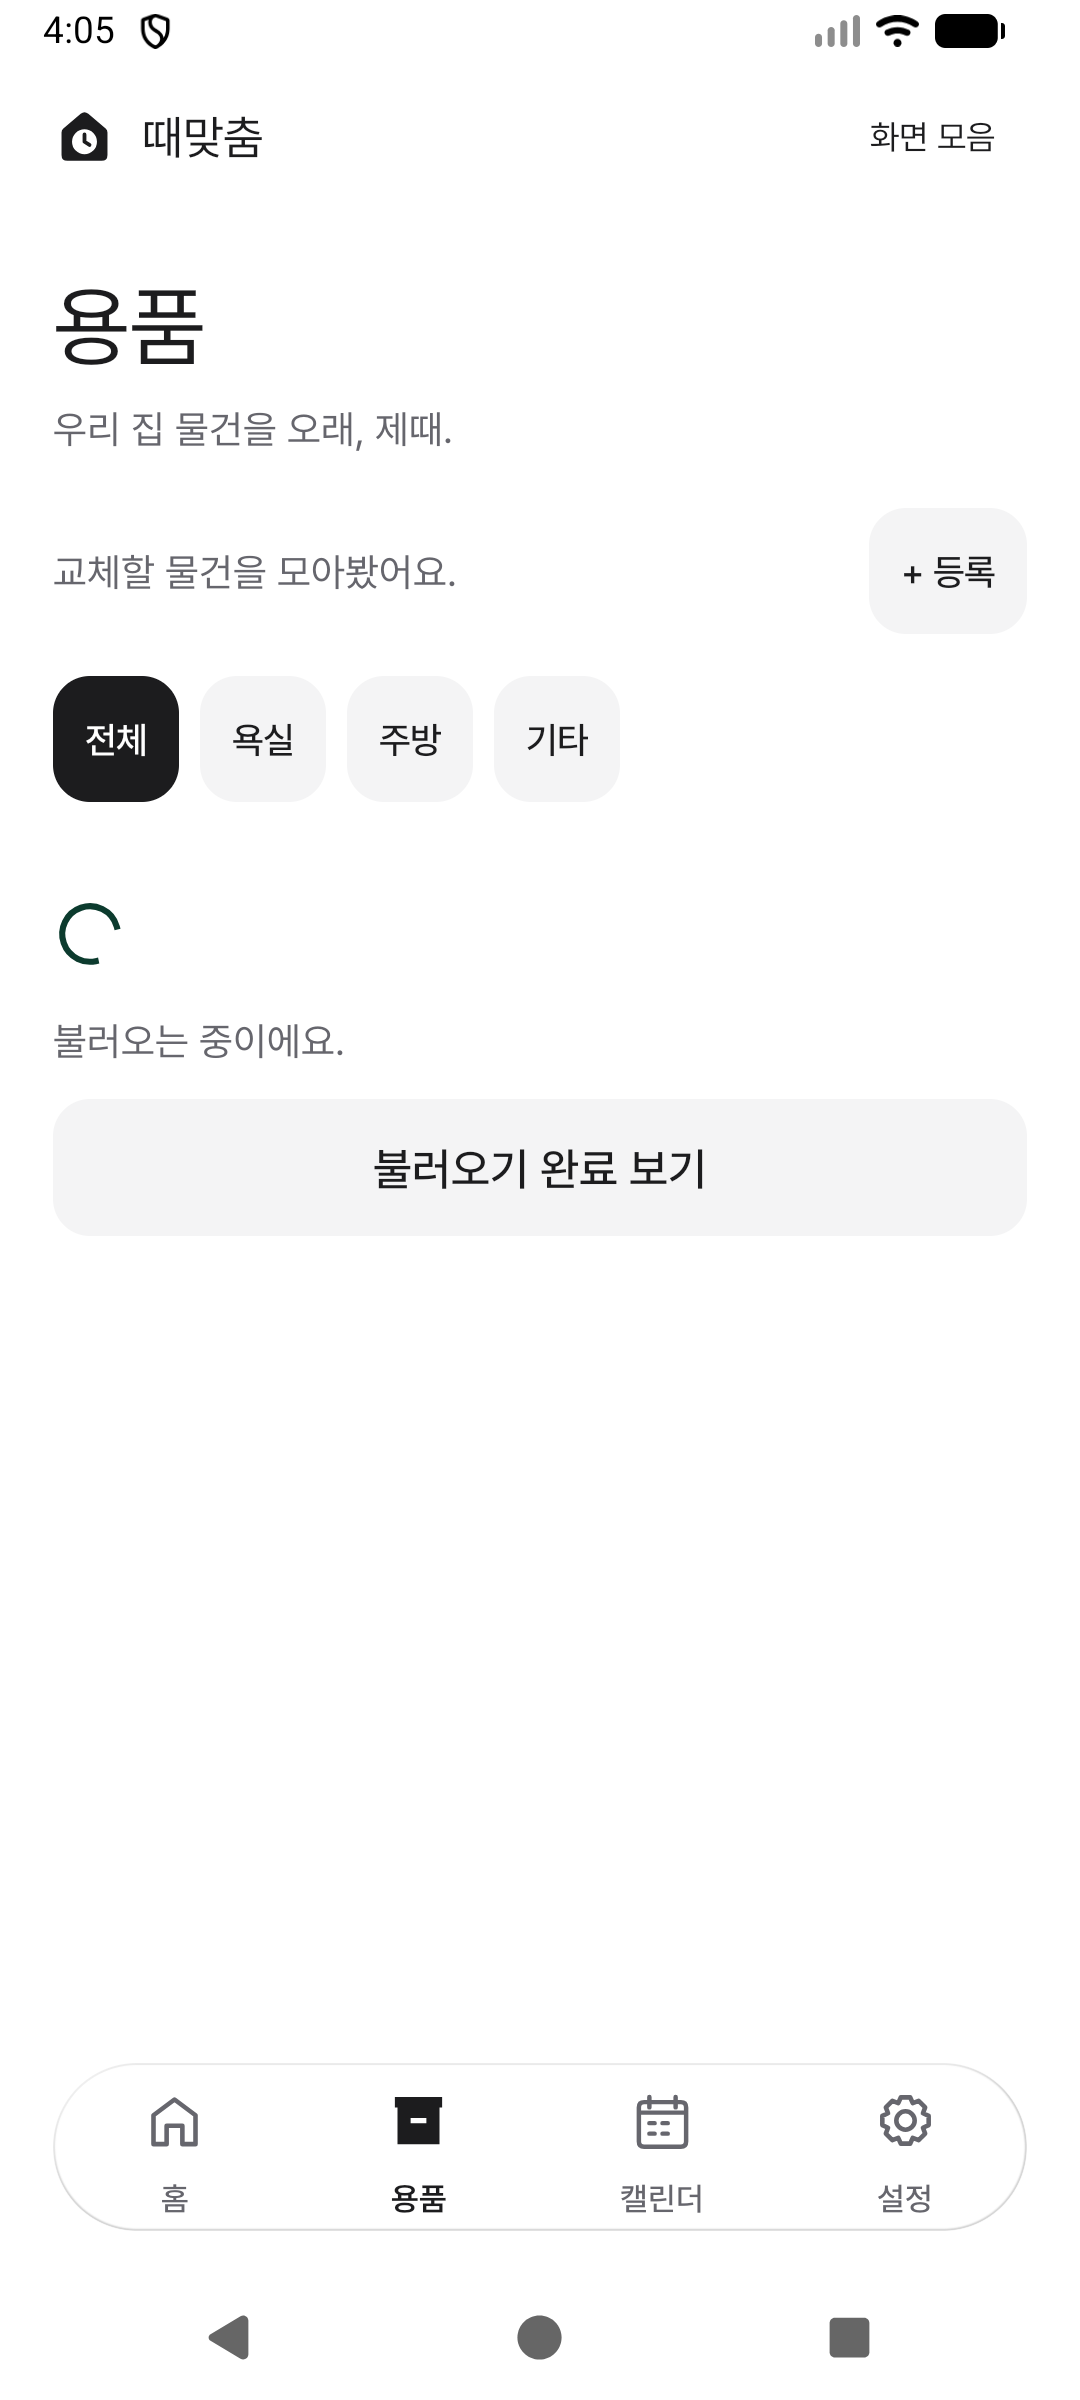 4:05
때맞춤
화면 모음
용품
우리 집 물건을 오래, 제때.
교체할 물건을 모아봤어요.
+ 등록
전체 욕실 주방 기타
불러오는 중이에요.
불러오기 완료 보기
홈 용품 캘린더 설정